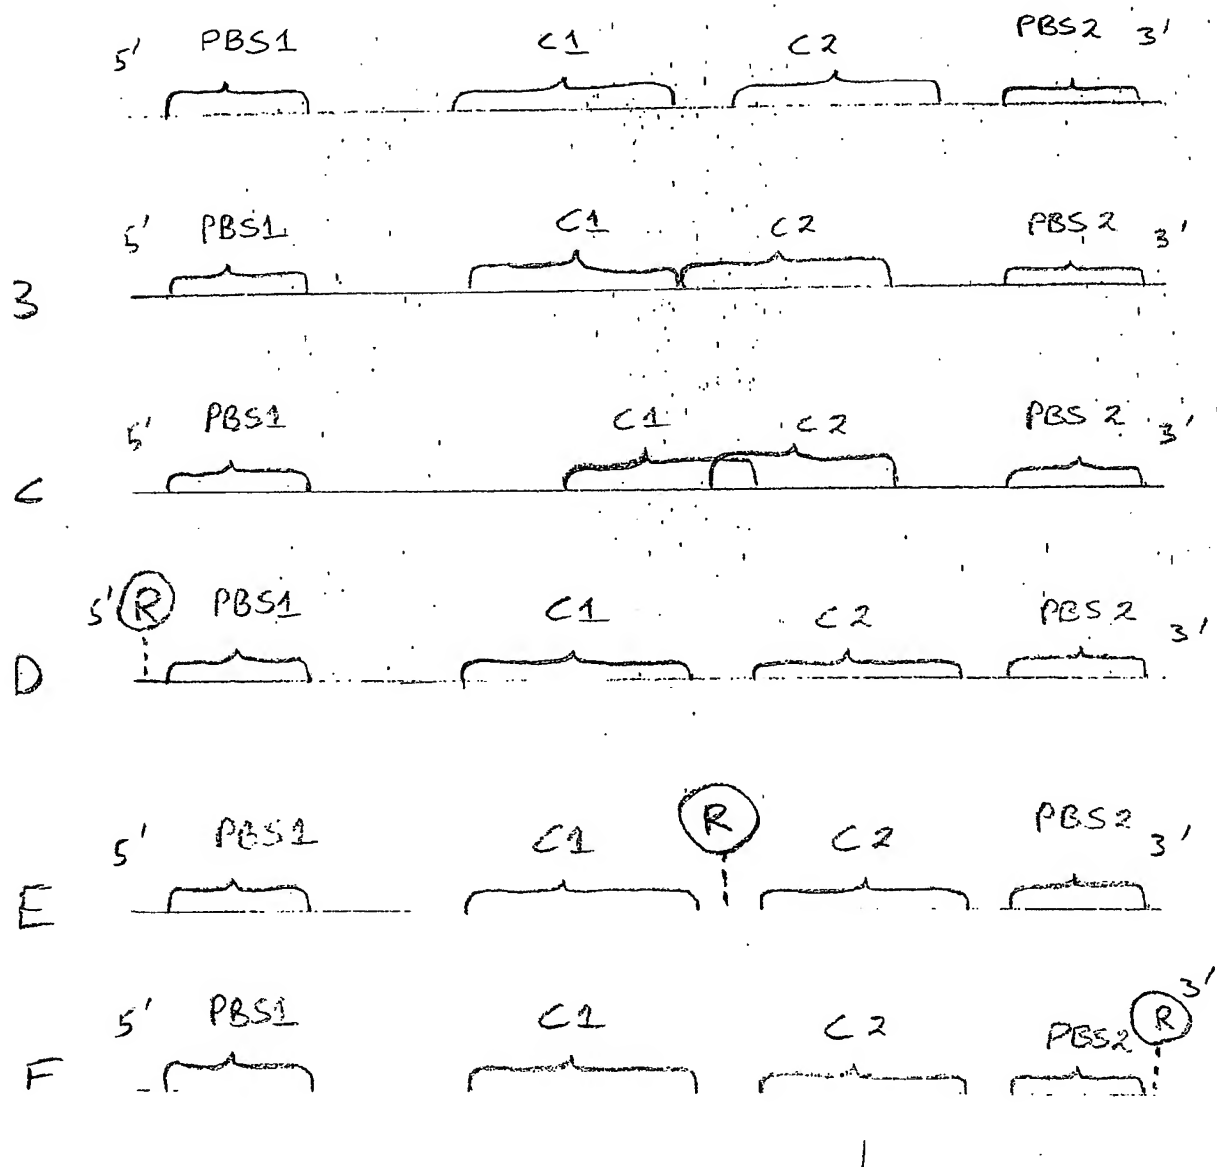 5' PBS1 C1 C2 PBS2 3'
5' PBS1 C1 C2 PBS2 3'
3
5' PBS1 C1 C2 PBS2 3'
C
5' R PBS1 C1 C2 PBS2 3'
D
5' PBS1 C1 R C2 PBS2 3'
E
5' PBS1 C1 C2 PBS2 R 3'
F